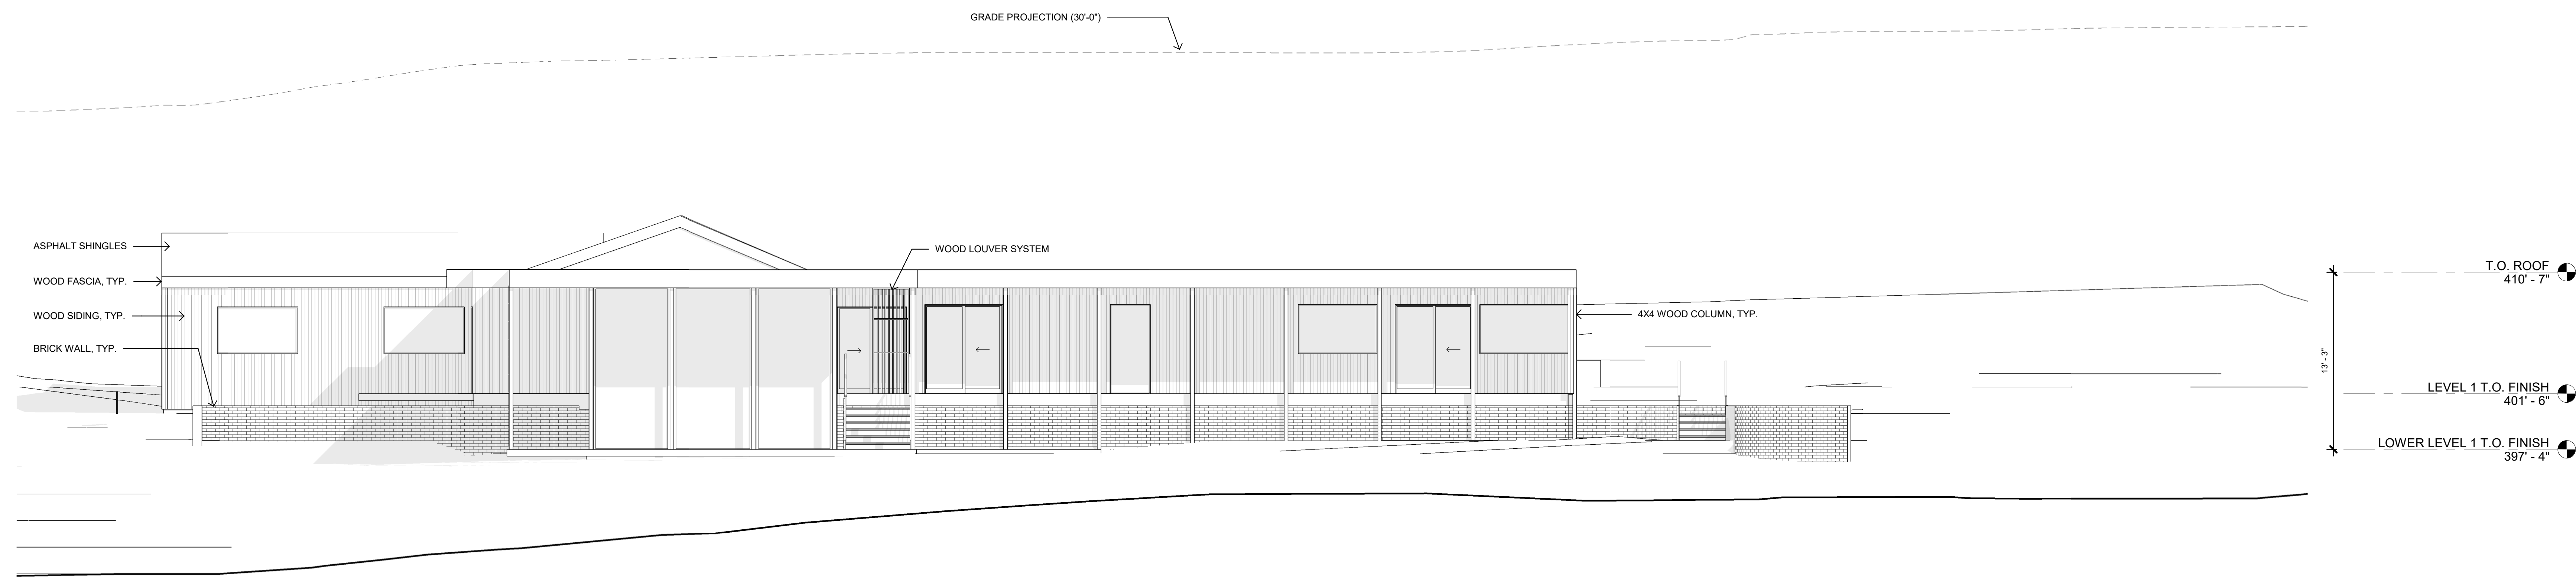 GRADE PROJECTION (30'-0")
ASPHALT SHINGLES
WOOD FASCIA, TYP.
WOOD SIDING, TYP.
BRICK WALL, TYP.
WOOD LOUVER SYSTEM
4X4 WOOD COLUMN, TYP.
13' - 3"
T.O. ROOF
410' - 7"
LEVEL 1 T.O. FINISH
401' - 6"
LOWER LEVEL 1 T.O. FINISH
397' - 4"